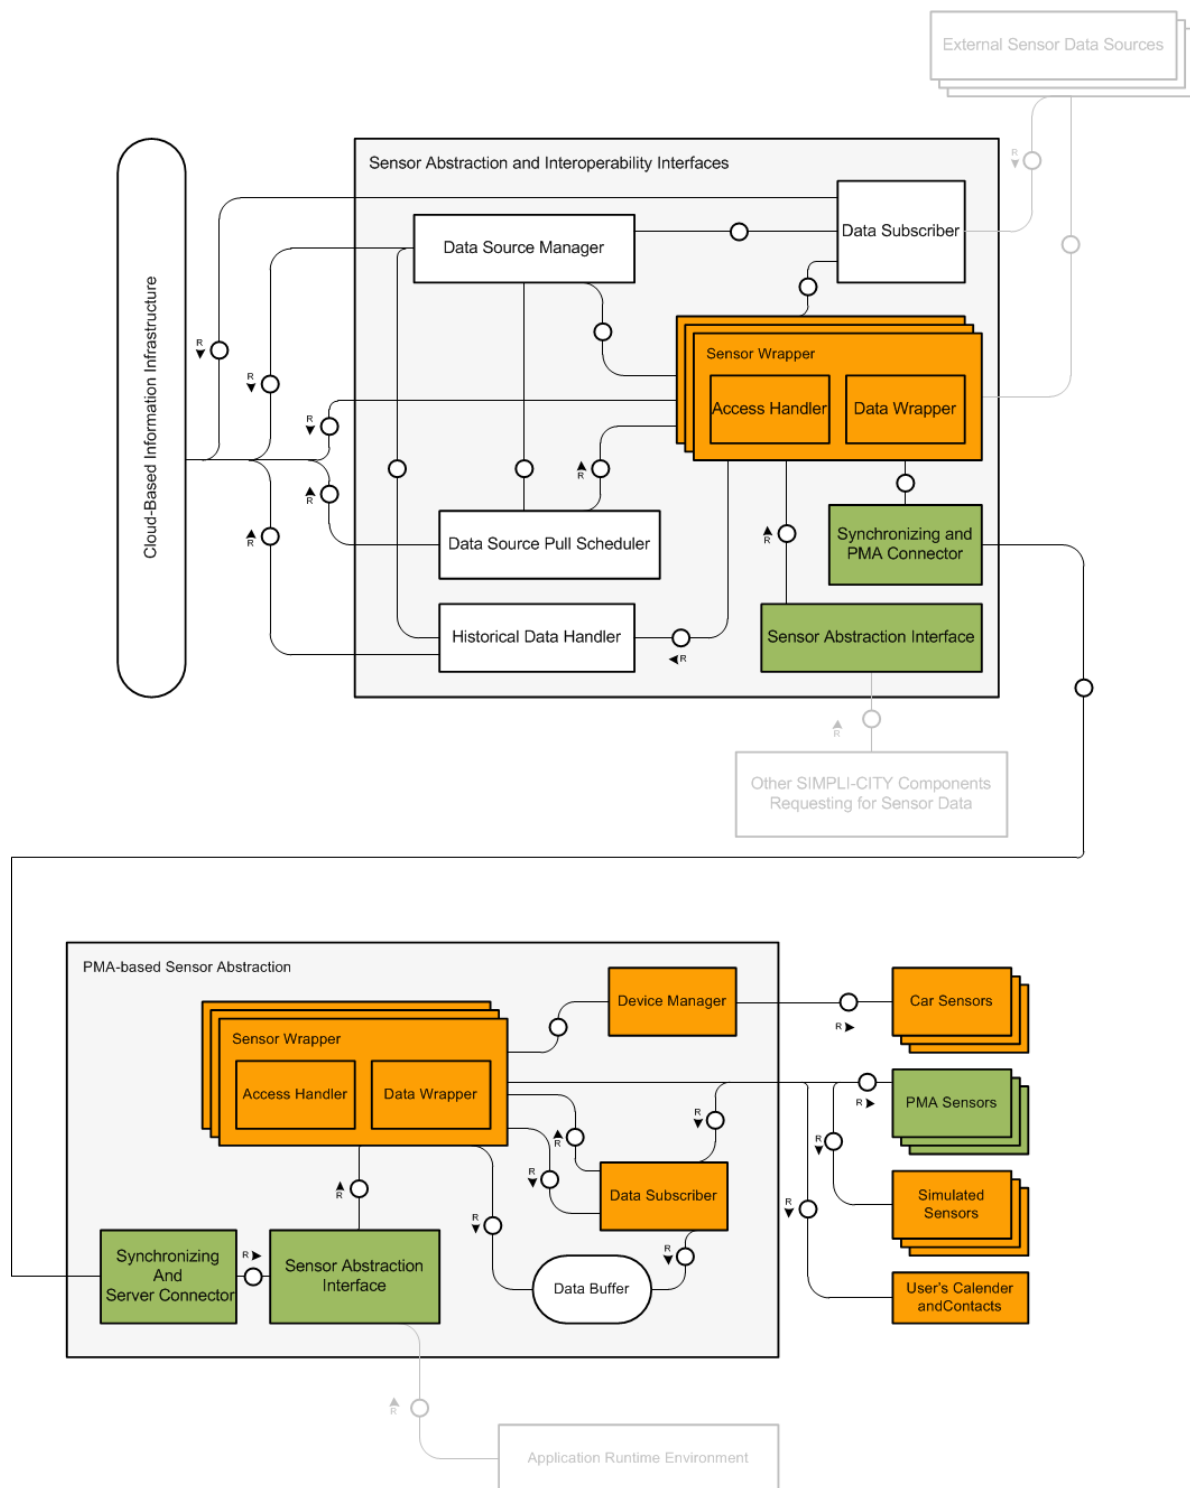 External Sensor Data Sources
R
Sensor Abstraction and Interoperability Interfaces
Data Subscriber
Data Source Manager
Cloud-Based Information Infrastructure
R
R
R
Sensor Wrapper
Access Handler
Data Wrapper
R
R
R
R
Data Source Pull Scheduler
Synchronizing and
PMA Connector
Historical Data Handler
R
Sensor Abstraction Interface
R
Other SIMPLI-CITY Components
Requesting for Sensor Data
PMA-based Sensor Abstraction
Device Manager
Car Sensors
R
Sensor Wrapper
Access Handler
Data Wrapper
PMA Sensors
R
R
R
R
R
R
Data Subscriber
Simulated
Sensors
R
R
R
Synchronizing
And
Server Connector
R
Sensor Abstraction
Interface
Data Buffer
User's Calender
andContacts
R
Application Runtime Environment